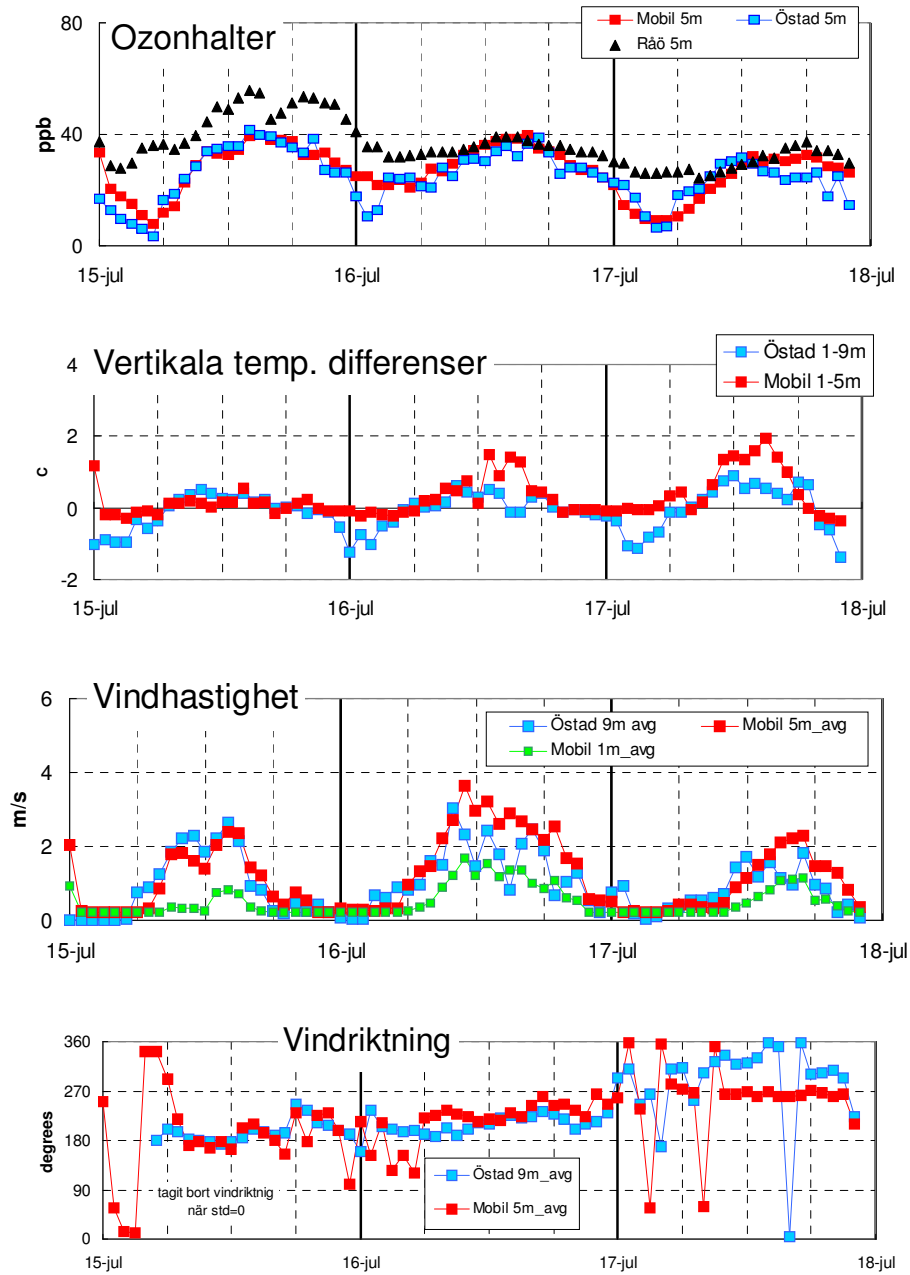 Ozonhalter
Mobil 5m
Östad 5m
Råö 5m
ppb
80
40
0
15-jul
16-jul
17-jul
18-jul
Vertikala temp. differenser
Östad 1-9m
Mobil 1-5m
c
4
2
0
-2
15-jul
16-jul
17-jul
18-jul
Vindhastighet
Östad 9m avg
Mobil 5m_avg
Mobil 1m_avg
m/s
6
4
2
0
15-jul
16-jul
17-jul
18-jul
Vindriktning
degrees
360
270
180
90
0
tagit bort vindriktnig
när std=0
Östad 9m_avg
Mobil 5m_avg
15-jul
16-jul
17-jul
18-jul